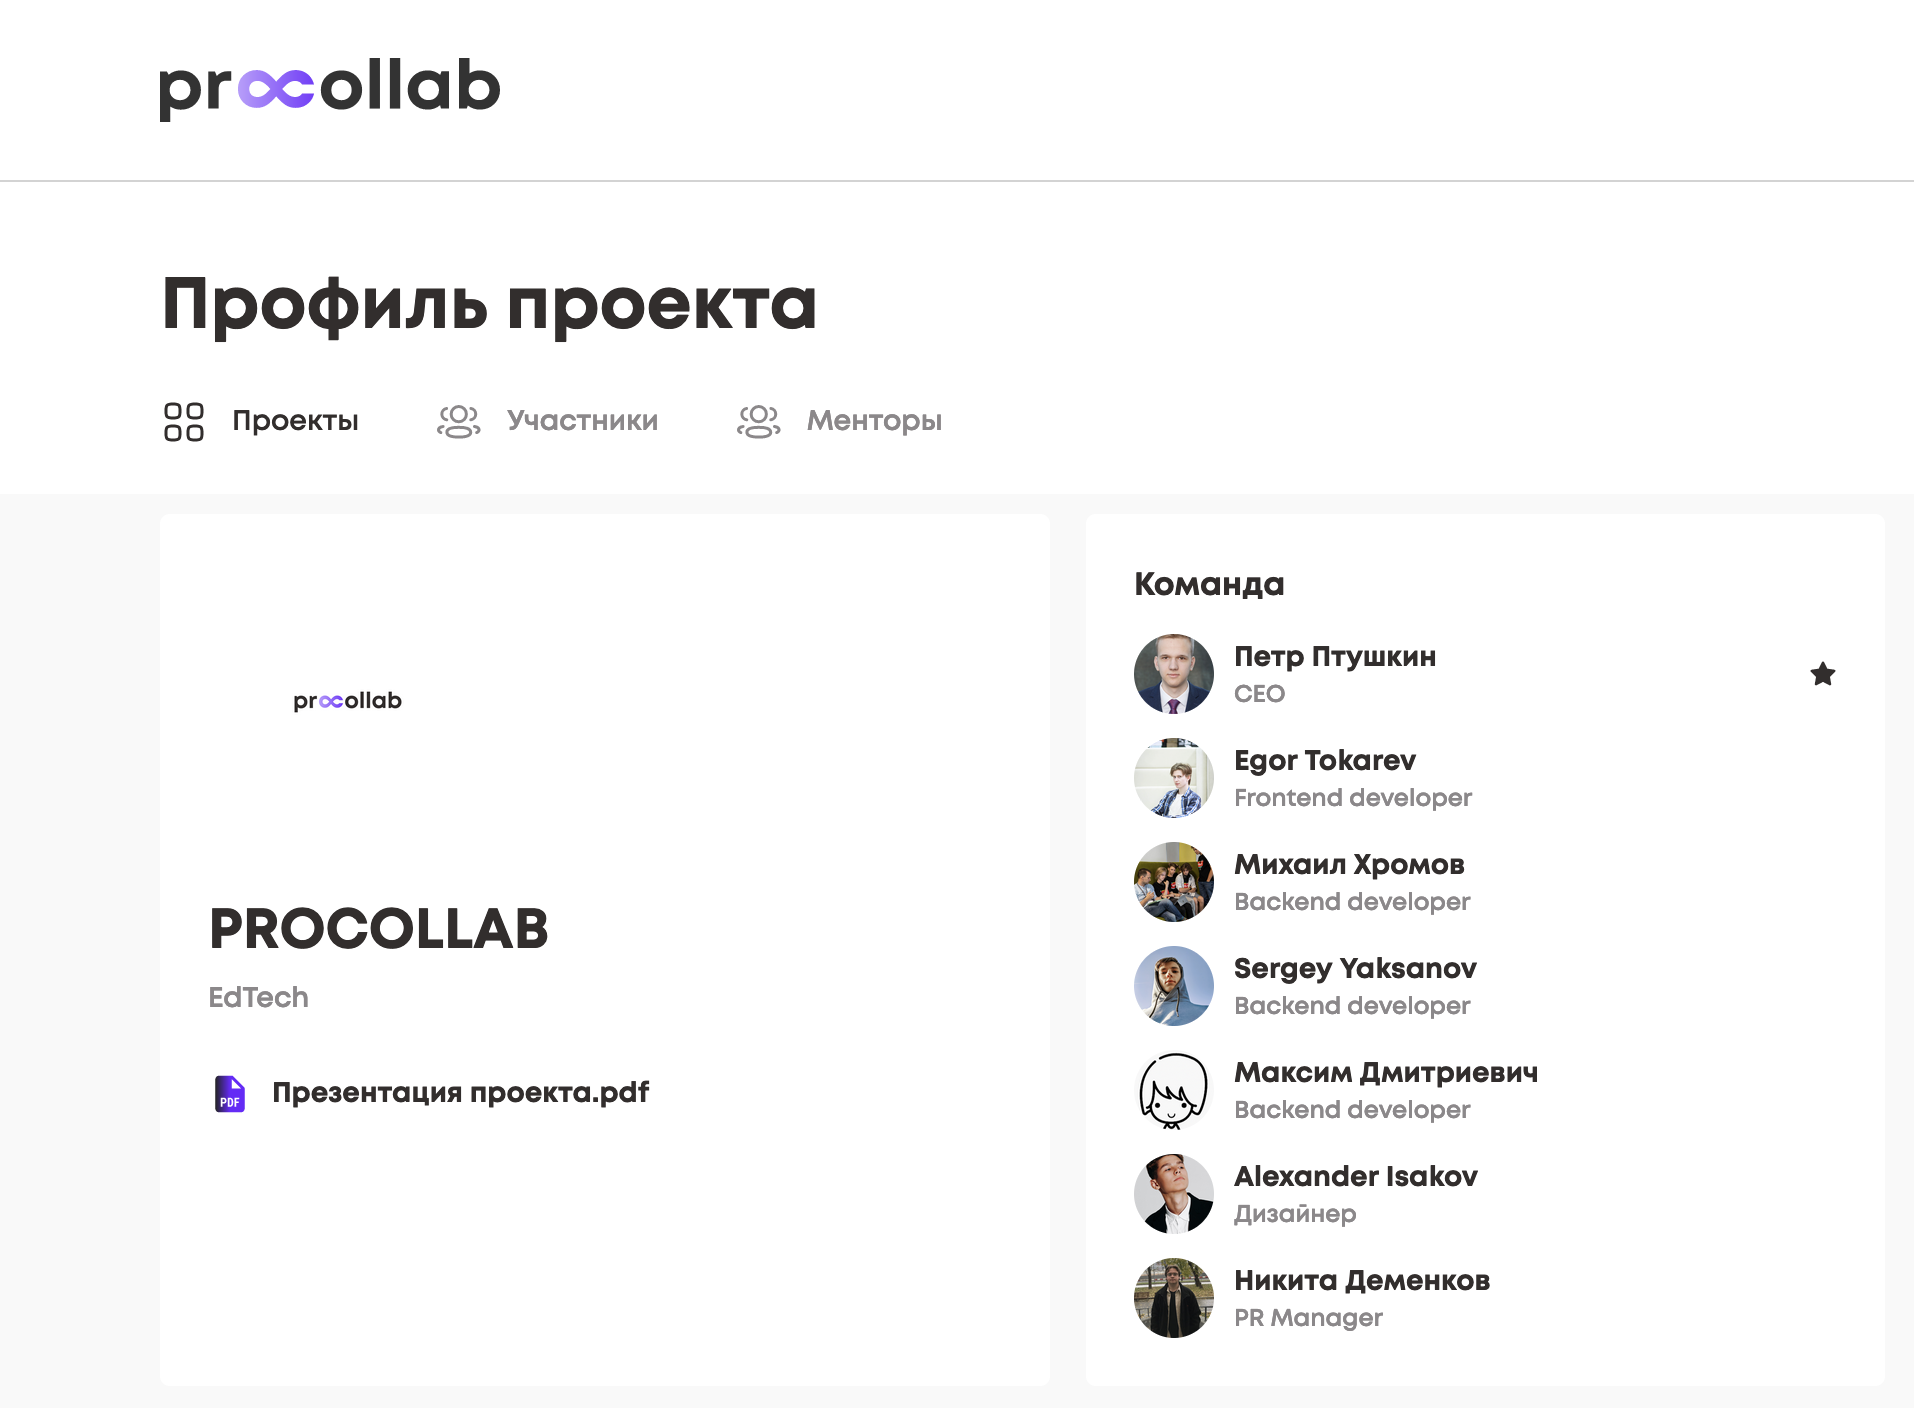 procollab
Профиль проекта
Проекты
Участники
Менторы
procollab
PROCOLLAB
EdTech
PDF
Презентация проекта.pdf
Команда
Петр Птушкин
CEO
Egor Tokarev
Frontend developer
Михаил Хромов
Backend developer
Sergey Yaksanov
Backend developer
Максим Дмитриевич
Backend developer
Alexander Isakov
Дизайнер
Никита Деменков
PR Manager